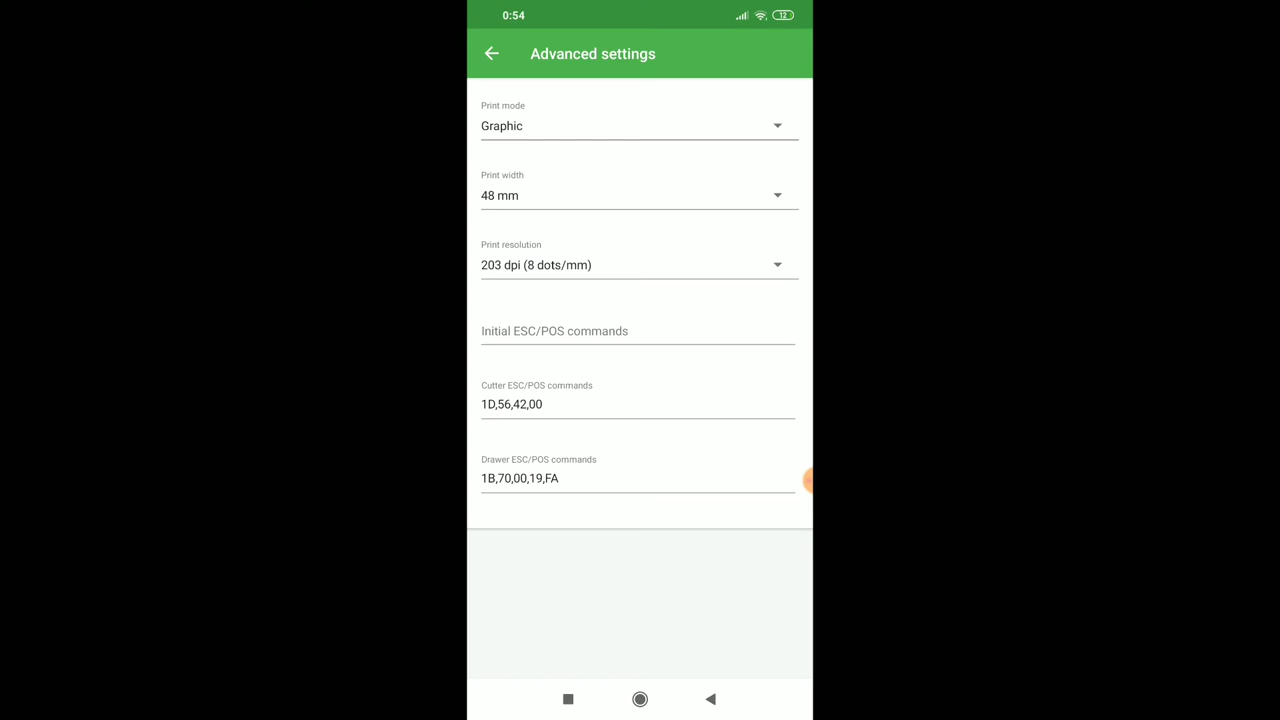 0:54
12
Advanced settings
Print mode
Graphic
Print width
48 mm
Print resolution
203 dpi (8 dots/mm)
Initial ESC/POS commands
Cutter ESC/POS commands
1D,56,42,00
Drawer ESC/POS commands
1B,70,00,19,FA